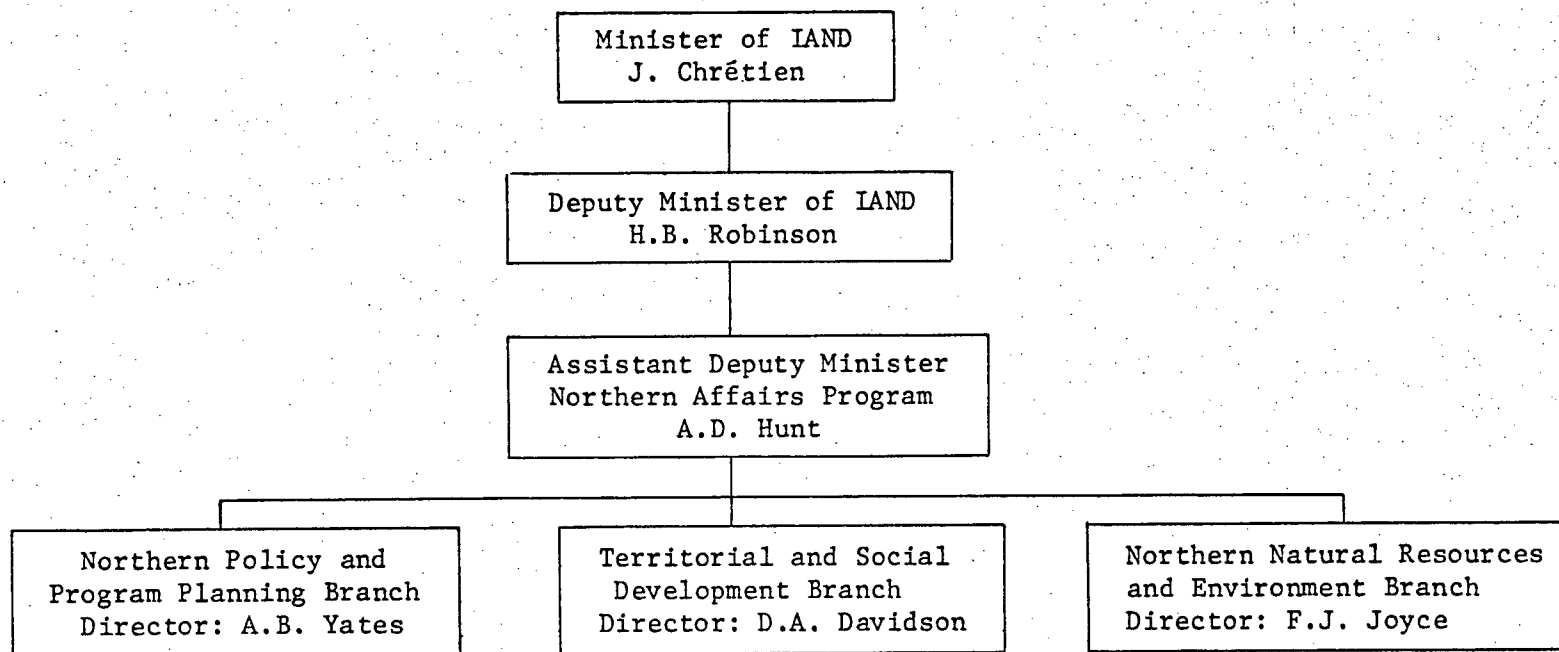 Minister of IAND
J. Chrétien
Deputy Minister of IAND
H.B. Robinson
Assistant Deputy Minister
Northern Affairs Program
A.D. Hunt
Northern Policy and
Program Planning Branch
Director: A.B. Yates
Territorial and Social
Development Branch
Director: D.A. Davidson
Northern Natural Resources
and Environment Branch
Director: F.J. Joyce